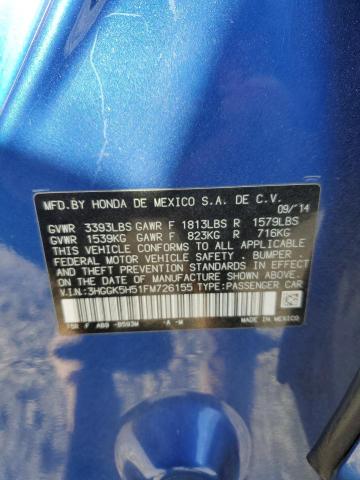 MFD.BY HONDA DE MEXICO S.A. DE C.V.
09/'14
GVWR 3393LBS GAWR F 1813LBS R 1579LBS
GVWR 1539KG GAWR F 823KG R 716KG
THIS VEHICLE CONFORMS TO ALL APPLICABLE
FEDERAL MOTOR VEHICLE SAFETY, BUMPER,
AND THEFT PREVENTION STANDARDS IN EFFECT
ON THE DATE OF MANUFACTURE SHOWN ABOVE.
V.I.N.:3HGGK5H51FM726155 TYPE:PASSENGER CAR
F AB9 -B593M -A -M
MADE IN MEXICO